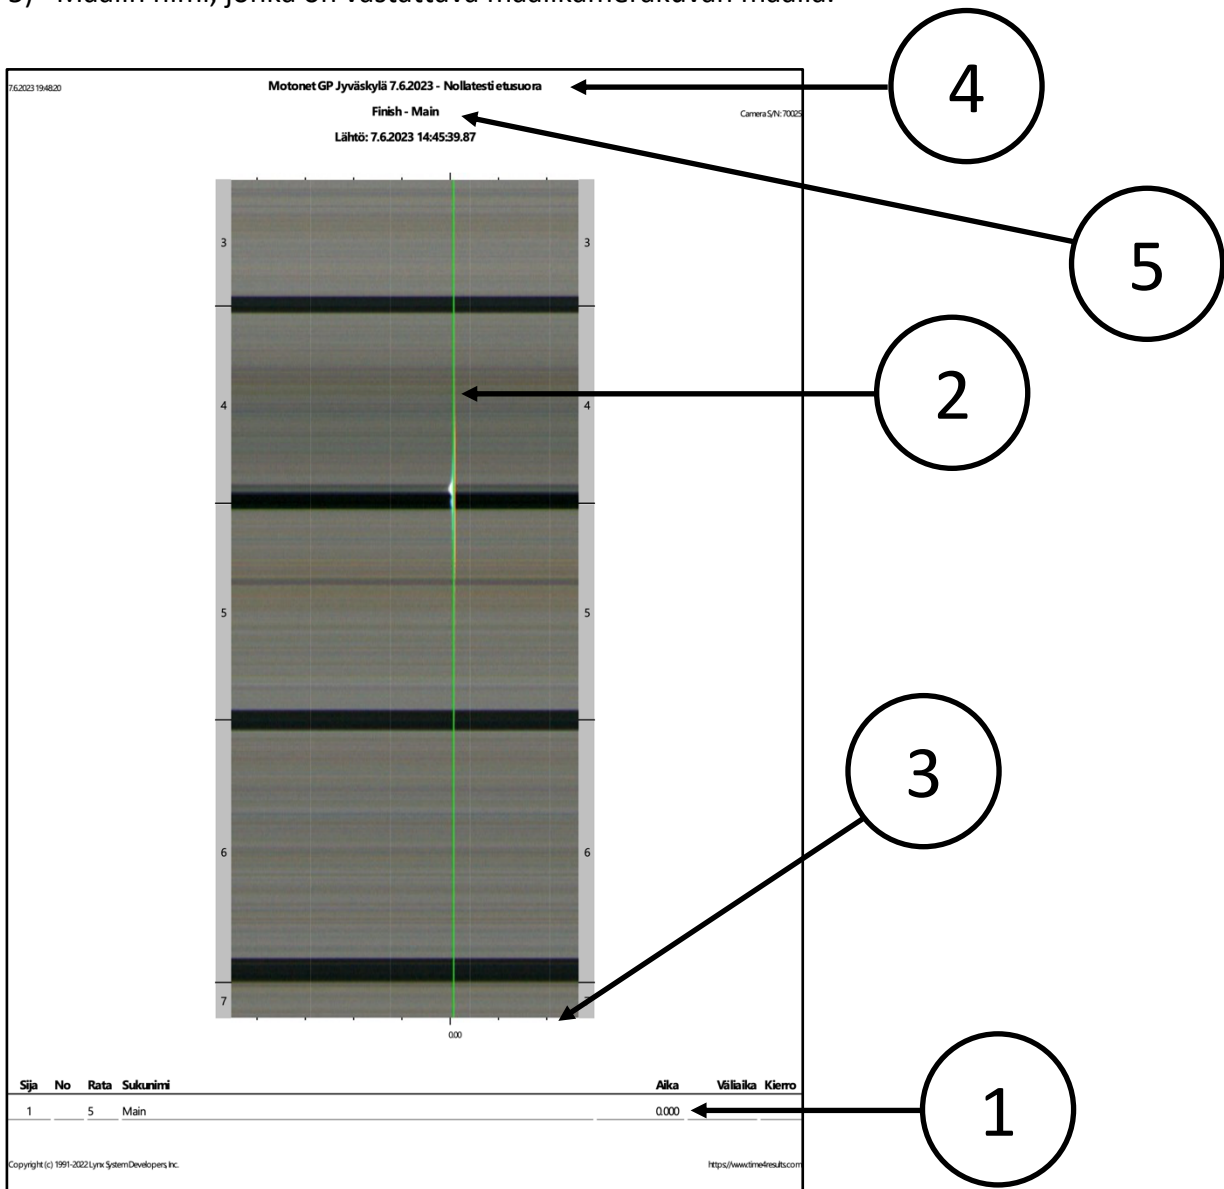 5) Maalin nimi, jonka on vastattava maalikamerakuvan maalia.
4
7.6.2023 19:48:20
Motonet GP Jyväskylä 7.6.2023 - Nollatesti etusuora
Finish - Main
Camera S/N: 70025
Lähtö: 7.6.2023 14:45:39.87
5
3 3
2
4 4
5 5
3
6 6
7
0.00
Sija No Rata Sukunimi Aika Väliaika Kierro
1 5 Main 0.000
1
Copyright (c) 1991-2022 Lynx System Developers, Inc.
https://www.time4results.com